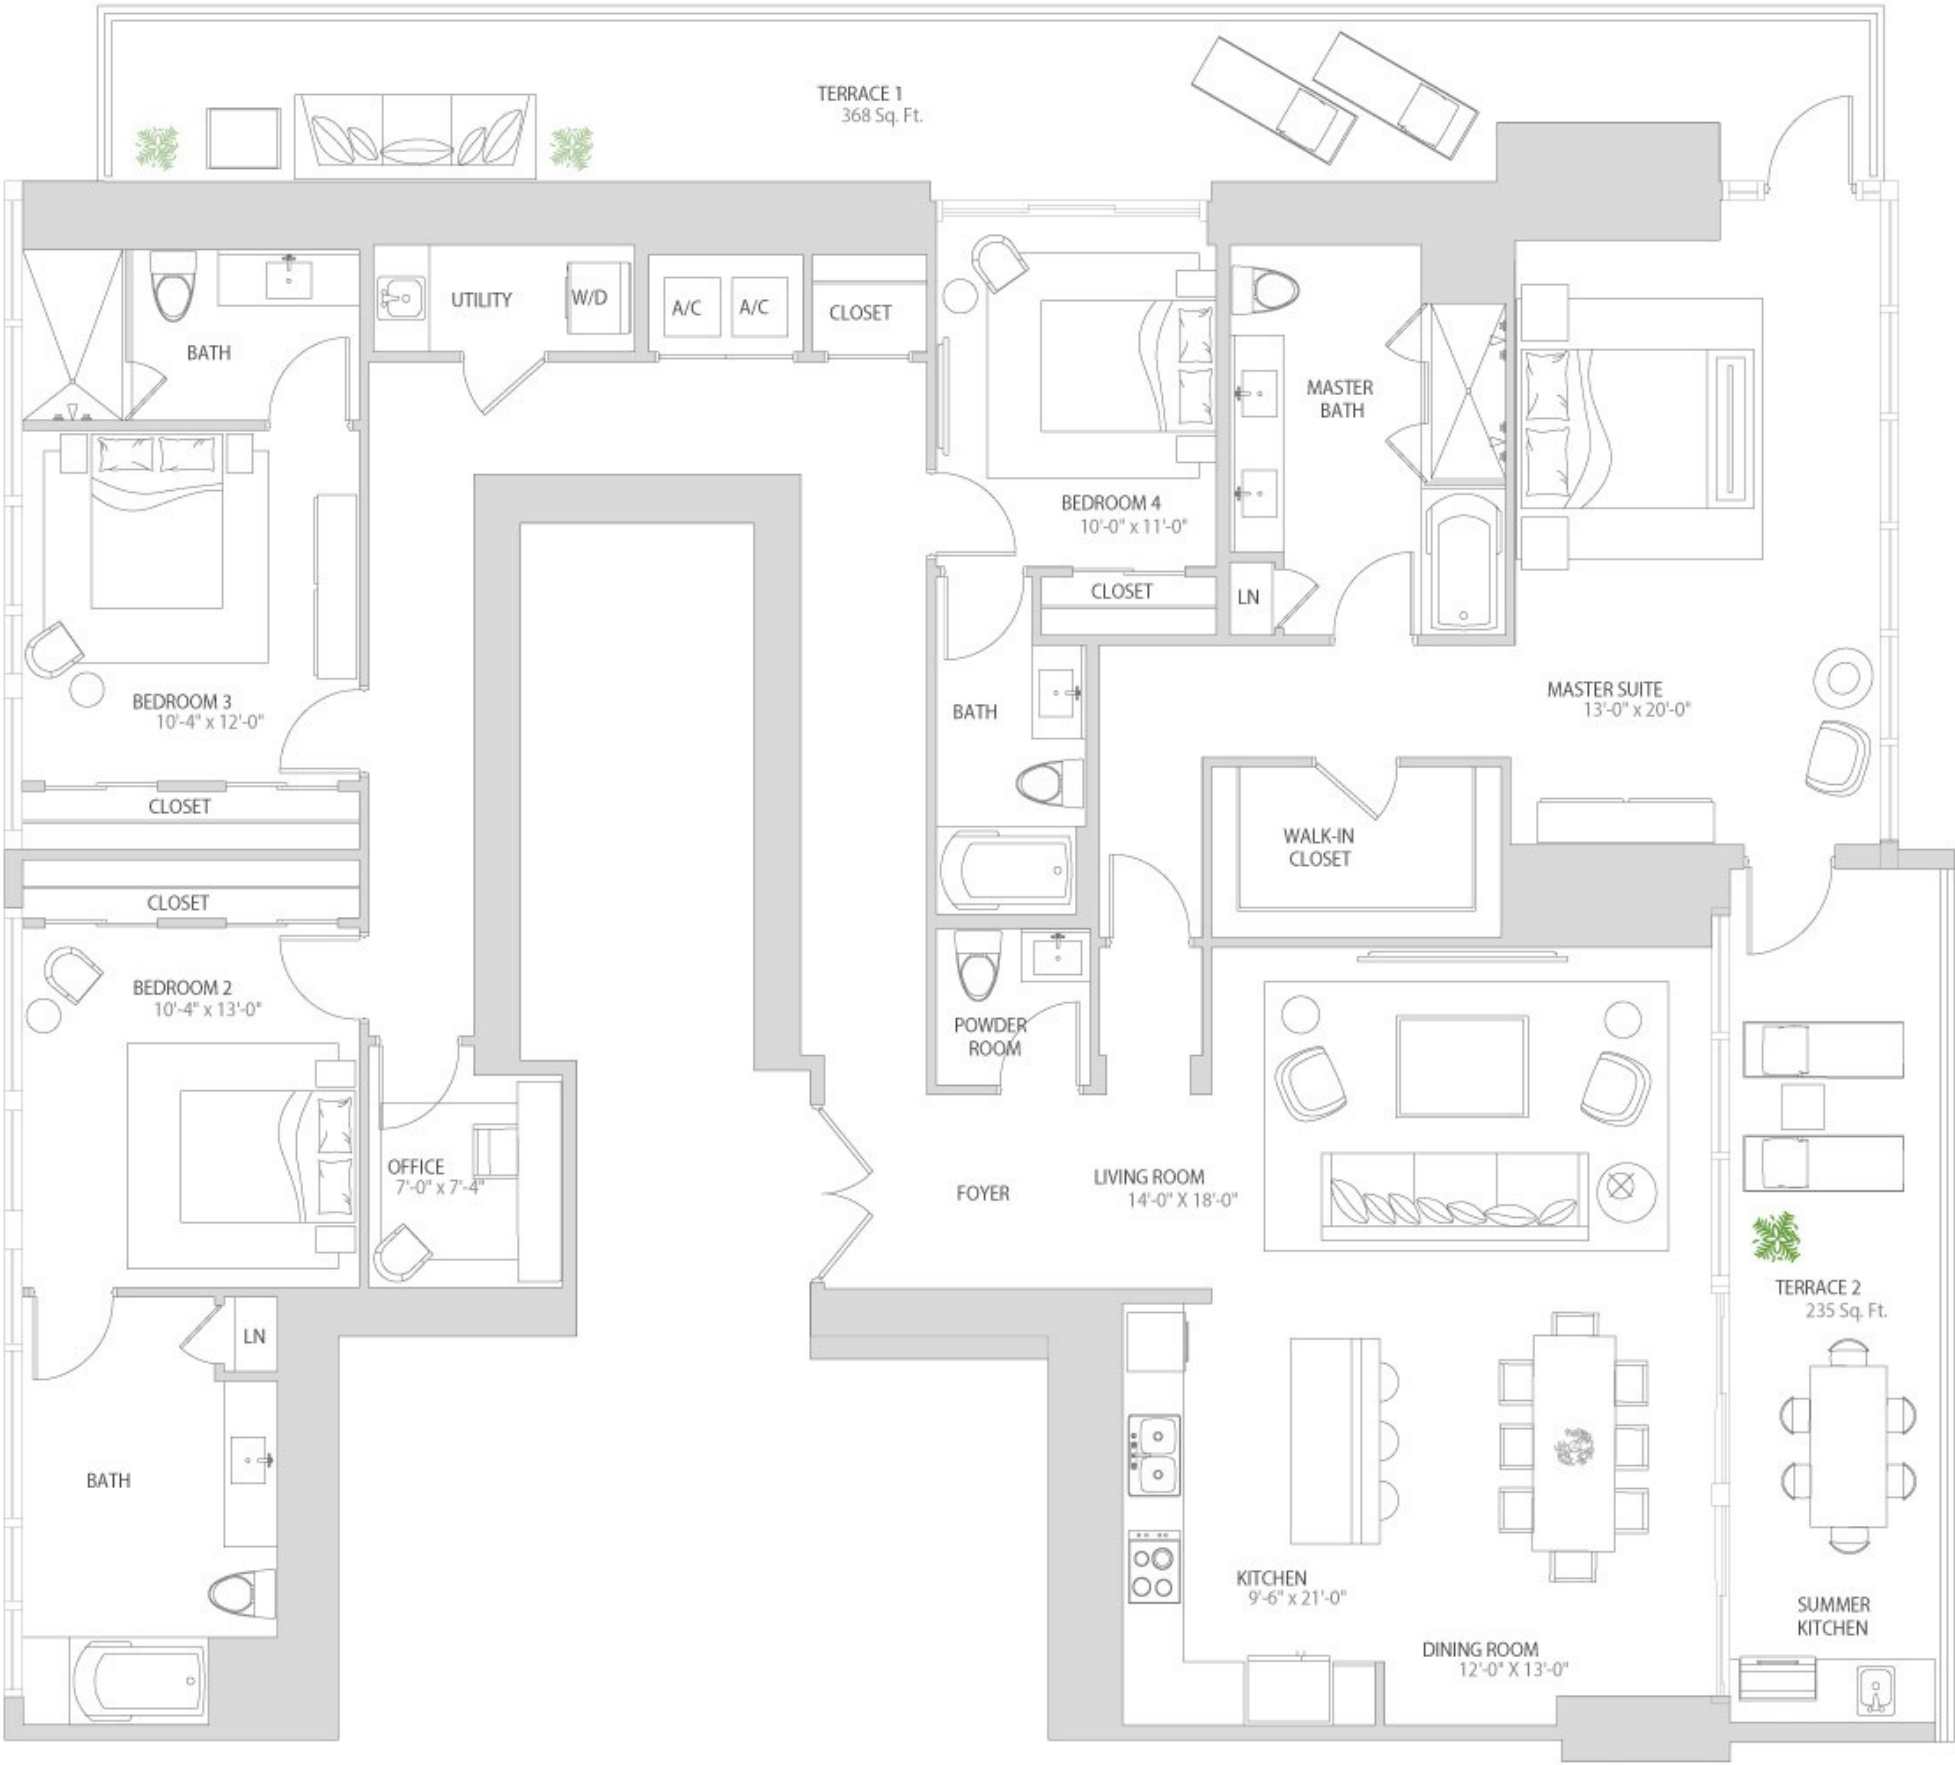 TERRACE 1
368 Sq. Ft.
BATH
UTILITY
W/D
A/C
A/C
CLOSET
MASTER
BATH
BEDROOM 4
10'-0" x 11'-0"
CLOSET
LN
BEDROOM 3
10'-4" x 12'-0"
CLOSET
BATH
MASTER SUITE
13'-0" x 20'-0"
WALK-IN
CLOSET
CLOSET
BEDROOM 2
10'-4" x 13'-0"
POWDER
ROOM
OFFICE
7'-0" x 7'-4"
FOYER
LIVING ROOM
14'-0" X 18'-0"
TERRACE 2
235 Sq. Ft.
LN
BATH
KITCHEN
9'-6" x 21'-0"
DINING ROOM
12'-0" X 13'-0"
SUMMER
KITCHEN